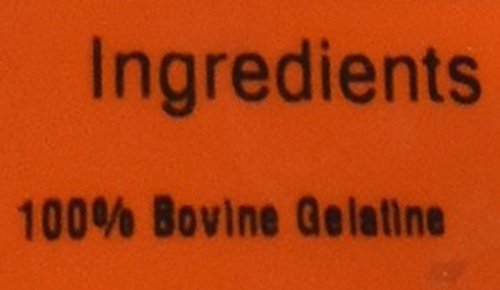 Ingredients
100% Bovine Gelatine